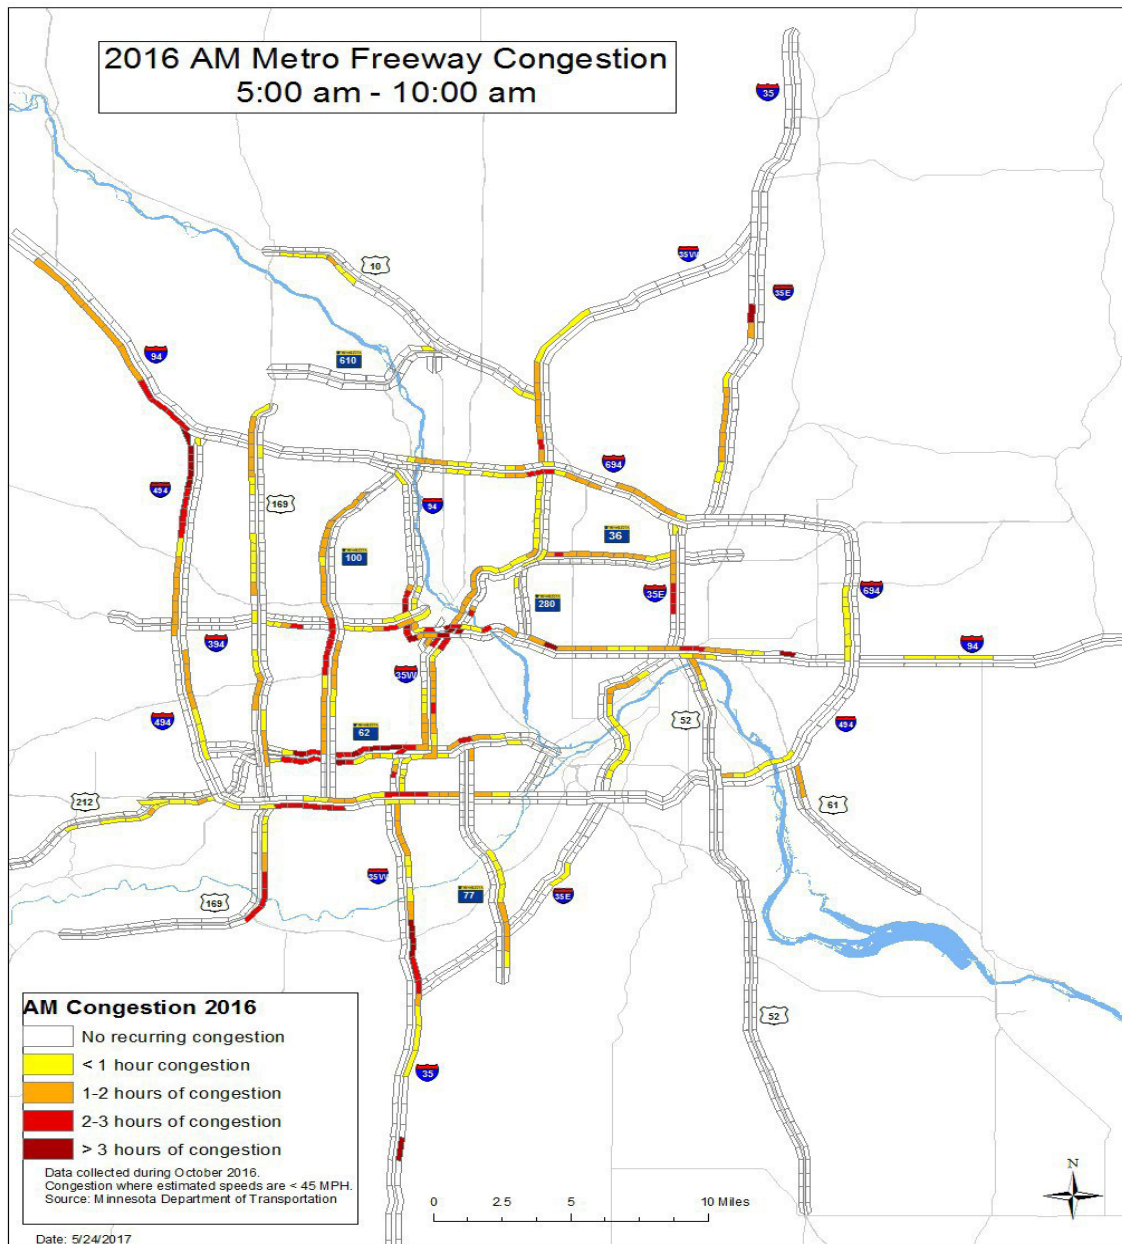 2016 AM Metro Freeway Congestion
5:00 am - 10:00 am
35
35W
10
35E
94
610
694
494
169
94
36
100
35E
280
694
394
94
35W
494
52
494
62
212
61
35W
77
35E
169
52
35
AM Congestion 2016
No recurring congestion
< 1 hour congestion
1-2 hours of congestion
2-3 hours of congestion
> 3 hours of congestion
Data collected during October 2016.
Congestion where estimated speeds are < 45 MPH.
Source: Minnesota Department of Transportation
Date: 5/24/2017
N
0 2.5 5 10 Miles